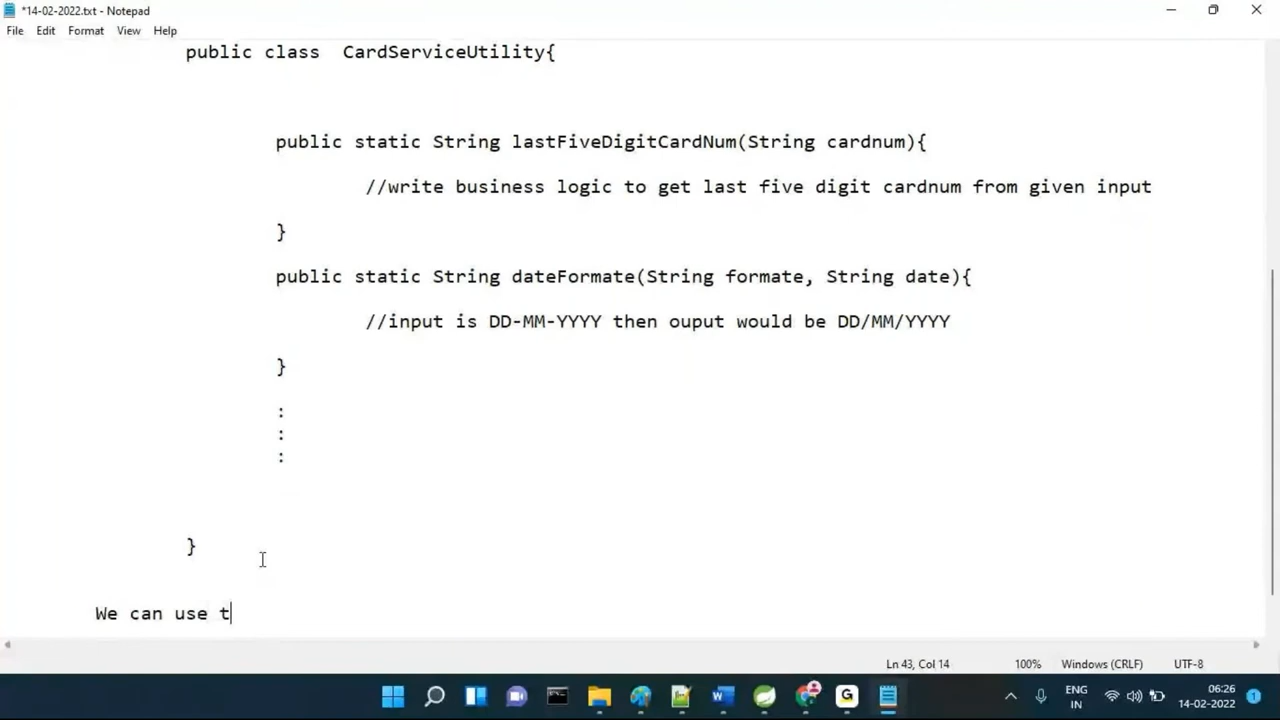 *14-02-2022.txt - Notepad
File Edit Format View Help
public class  CardServiceUtility{
public static String lastFiveDigitCardNum(String cardnum){
//write business logic to get last five digit cardnum from given input
}
public static String dateFormate(String formate, String date){
//input is DD-MM-YYYY then ouput would be DD/MM/YYYY
}
:
:
:
}
We can use t
Ln 43, Col 14 100% Windows (CRLF) UTF-8
ENG 06:26
IN 14-02-2022